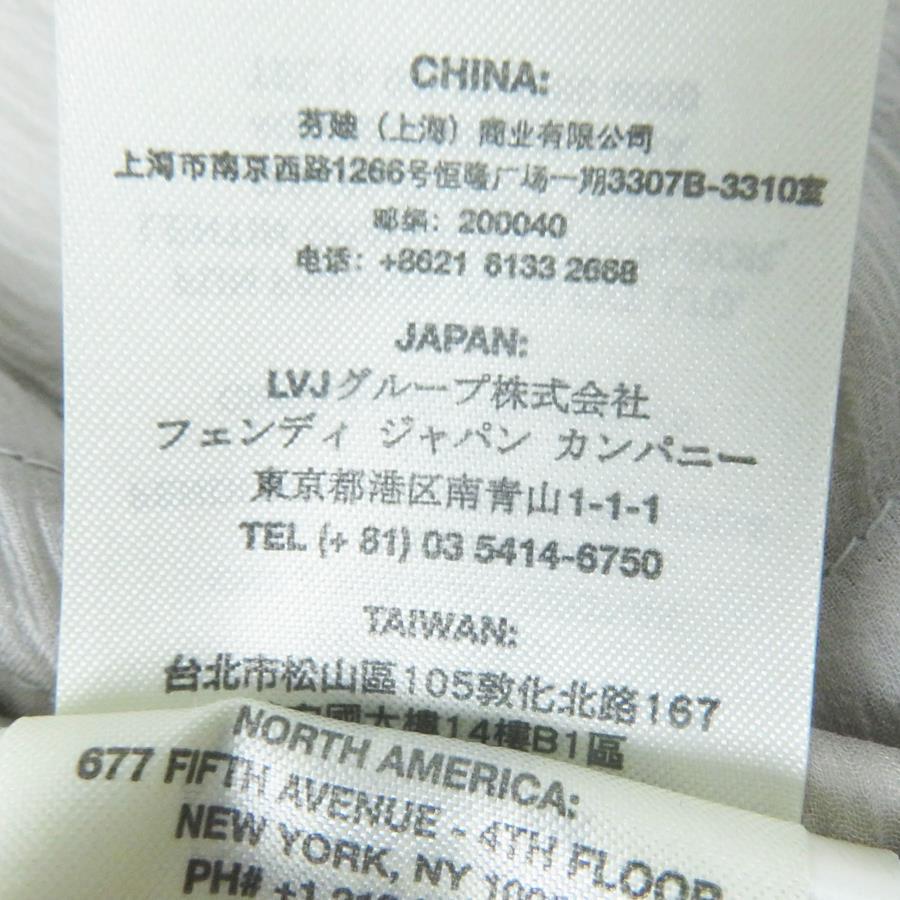 CHINA:
芬迪（上海）商业有限公司
上海市南京西路1266号恒隆广场一期3307B-3310室
邮编：200040
电话：+8621 6133 2668
JAPAN:
LVJグループ株式会社
フェンディ ジャパン カンパニー
東京都港区南青山1-1-1
TEL (+ 81) 03 5414-6750
TAIWAN:
台北市松山區105敦化北路167
國大樓14樓B1區
NORTH AMERICA:
677 FIFTH AVENUE - 4TH FLOOR
NEW YORK, NY
PH#